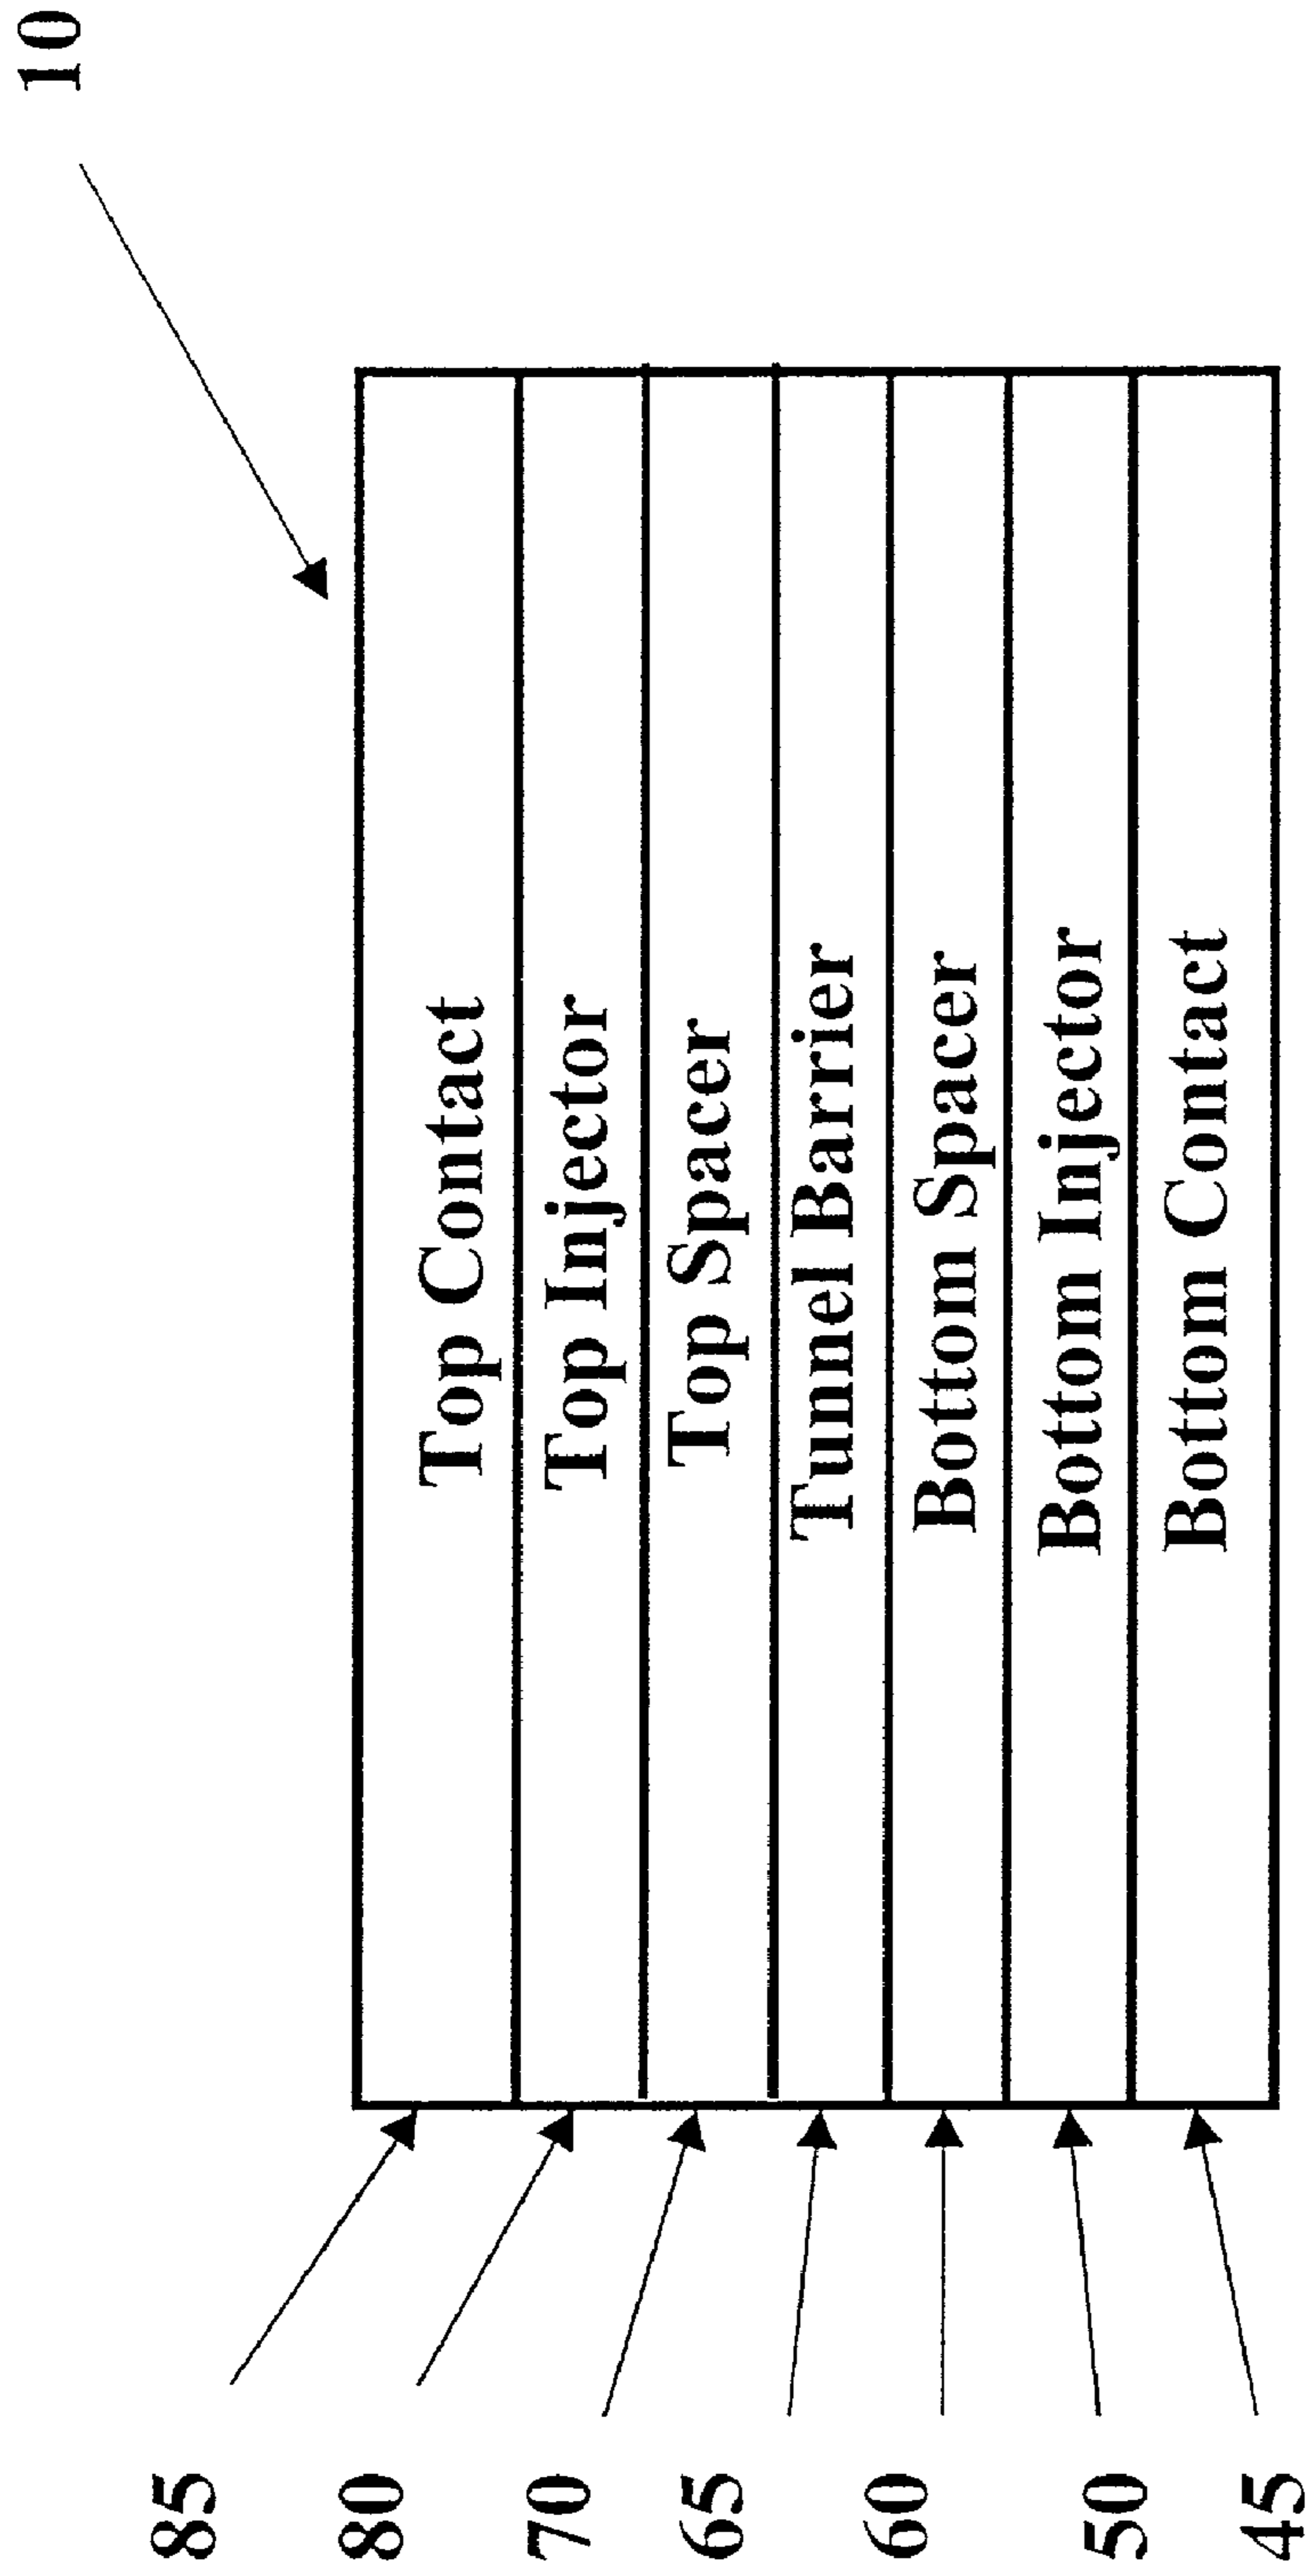 10
85 Top Contact
80 Top Injector
70 Top Spacer
65 Tunnel Barrier
60 Bottom Spacer
50 Bottom Injector
45 Bottom Contact